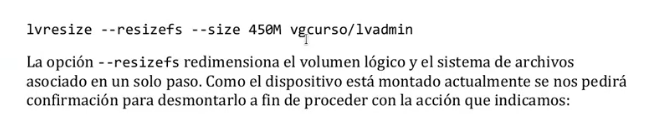 lvresize --resizefs --size 450M vgcurso/lvadmin
La opción --resizefs redimensiona el volumen lógico y el sistema de archivos
asociado en un solo paso. Como el dispositivo está montado actualmente se nos pedirá
confirmación para desmontarlo a fin de proceder con la acción que indicamos: